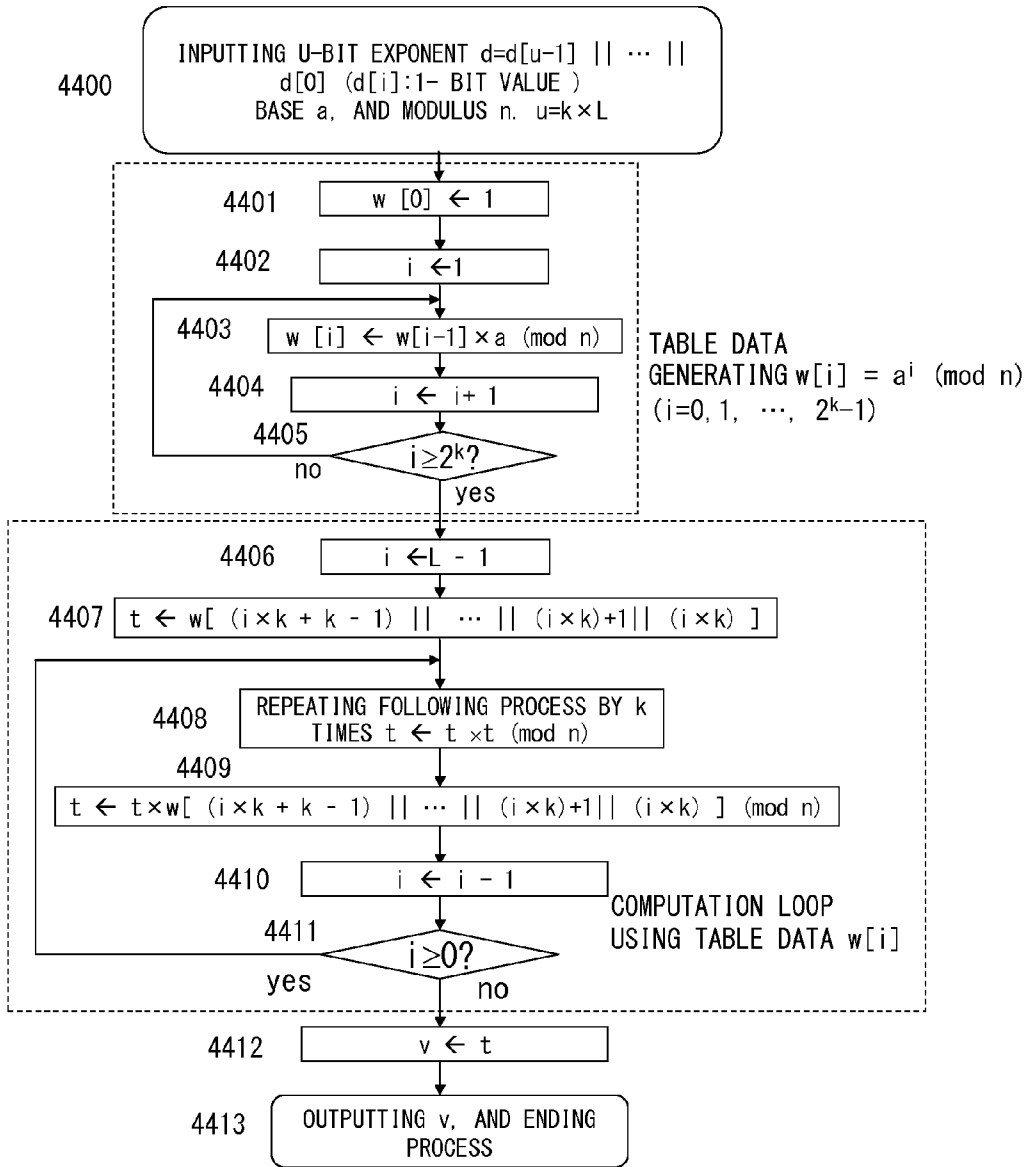 4400
INPUTTING U-BIT EXPONENT d=d[u-1] || ··· ||
d[0] (d[i]:1- BIT VALUE )
BASE a, AND MODULUS n. u=k×L
4401
w [0] ← 1
4402
i ←1
4403
w [i] ← w[i-1]×a (mod n)
4404
i ← i+ 1
4405
i≥2ᵏ?
no
yes
TABLE DATA
GENERATING w[i] = aⁱ (mod n)
(i=0, 1, ···, 2ᵏ-1)
4406
i ←L - 1
4407
t ← w[ (i×k + k - 1) || ··· || (i×k)+1|| (i×k) ]
4408
REPEATING FOLLOWING PROCESS BY k
TIMES t ← t ×t (mod n)
4409
t ← t×w[ (i×k + k - 1) || ··· || (i×k)+1|| (i×k) ] (mod n)
4410
i ← i - 1
4411
i≥0?
yes
no
COMPUTATION LOOP
USING TABLE DATA w[i]
4412
v ← t
4413
OUTPUTTING v, AND ENDING
PROCESS